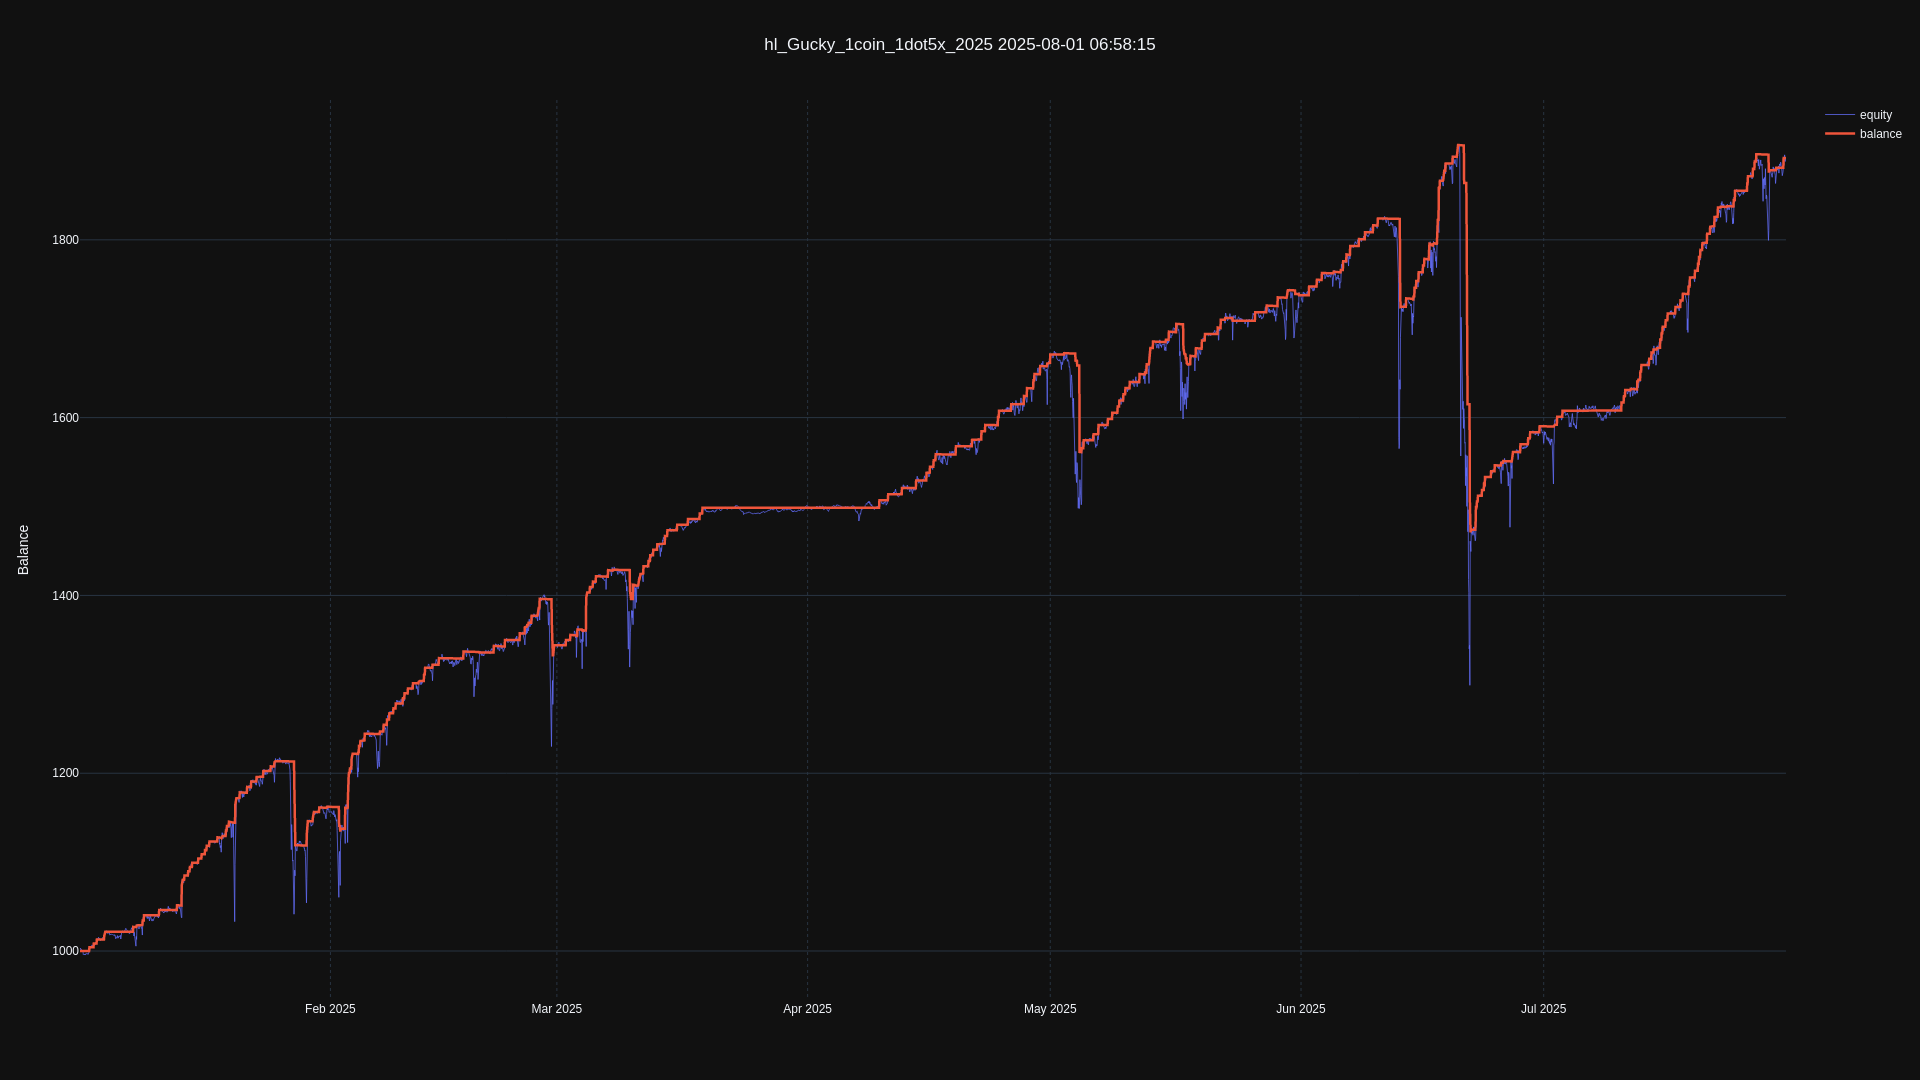 hl_Gucky_1coin_1dot5x_2025 2025-08-01 06:58:15
equity
balance
Balance
1800
1600
1400
1200
1000
Feb 2025
Mar 2025
Apr 2025
May 2025
Jun 2025
Jul 2025